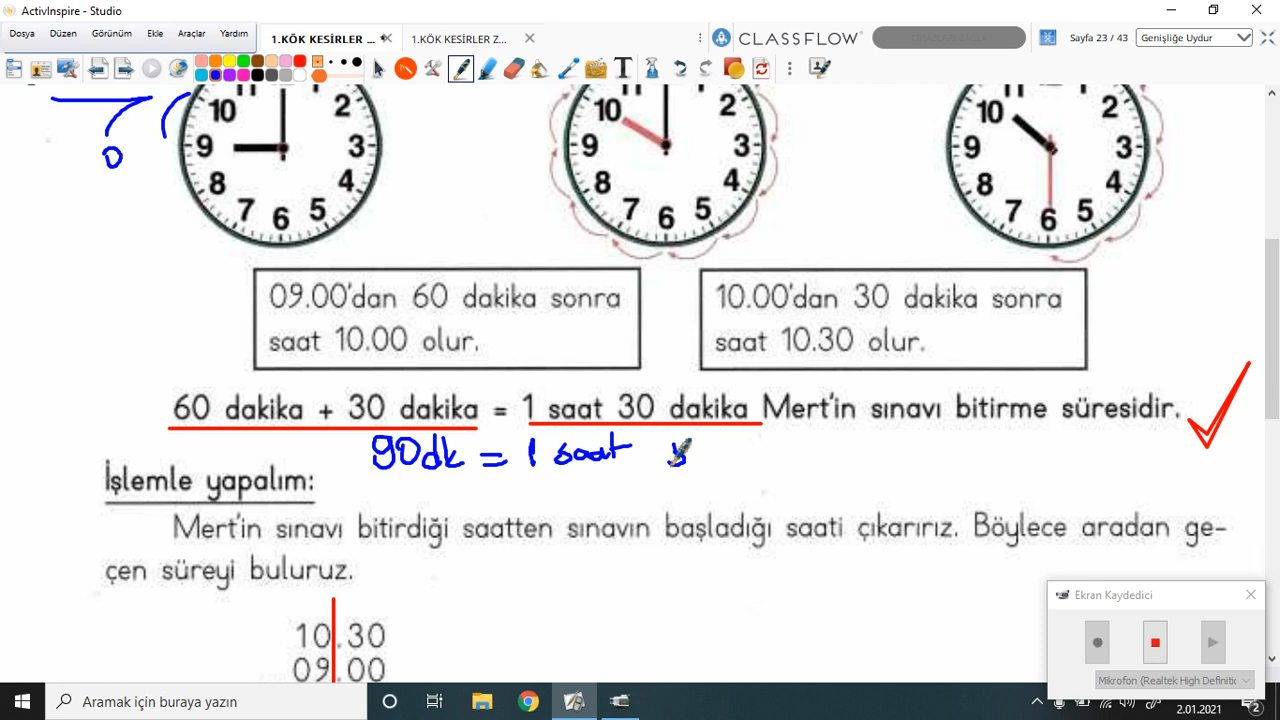 ActivInspire - Studio
Dosya Düzen Görünüm Ekle Araçlar Yardım
1.KÖK KESİRLER ...
1.KÖK KESİRLER Z...
CLASSFLOW
Sayfa 23 / 43
Genişliğe Uydur
10 2
9 3
8 4
7 6 5
10 2
9 3
8 4
7 6 5
10 2
9 3
8 4
7 6 5
0
09.00'dan 60 dakika sonra
saat 10.00 olur.
10.00'dan 30 dakika sonra
saat 10.30 olur.
60 dakika + 30 dakika = 1 saat 30 dakika Mert'in sınavı bitirme süresidir.
90dk = 1 saat
İşlemle yapalım:
Mert'in sınavı bitirdiği saatten sınavın başladığı saati çıkarırız. Böylece aradan ge-
çen süreyi buluruz.
10.30
09.00
Ekran Kaydedici
Mikrofon (Realtek High Definitic
Aramak için buraya yazın
2.01.2021
2